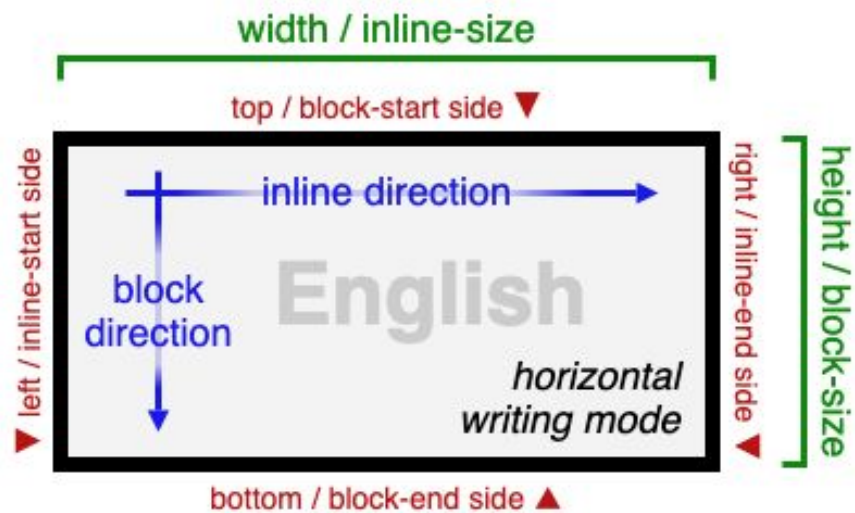 width / inline-size
top / block-start side ▼
▼ left / inline-start side
inline direction
block
direction
English
horizontal
writing mode
right / inline-end side ▼
height / block-size
bottom / block-end side ▲